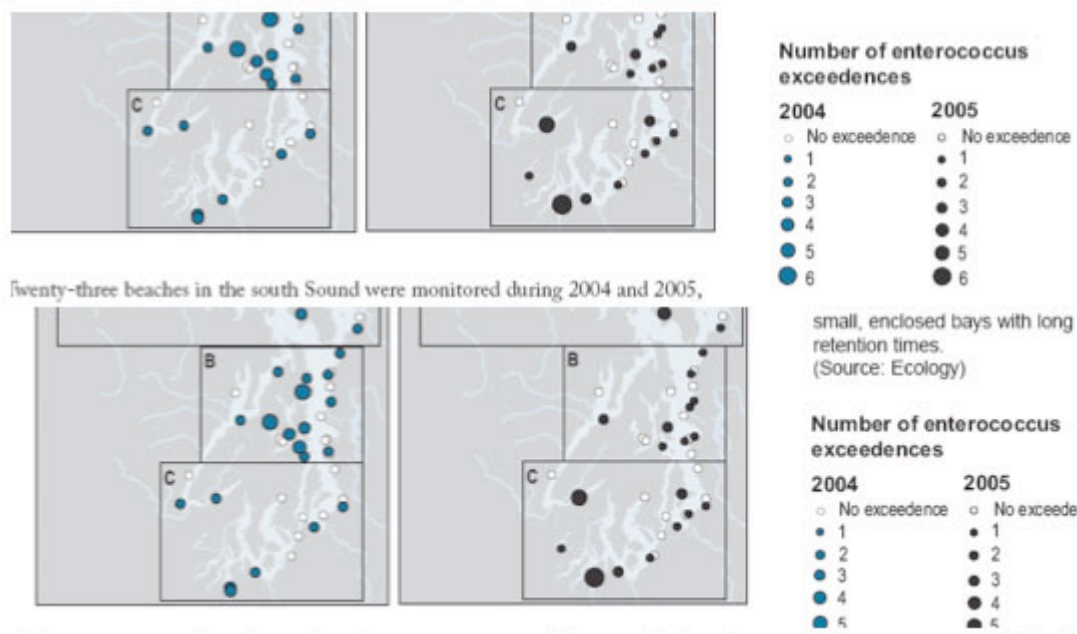 C
C
Number of enterococcus
exceedences
2004 2005
No exceedence No exceedence
1 1
2 2
3 3
4 4
5 5
6 6
Twenty-three beaches in the south Sound were monitored during 2004 and 2005,
small, enclosed bays with long
retention times.
(Source: Ecology)
B
B
C
C
Number of enterococcus
exceedences
2004 2005
No exceedence No exceede
1 1
2 2
3 3
4 4
5 5